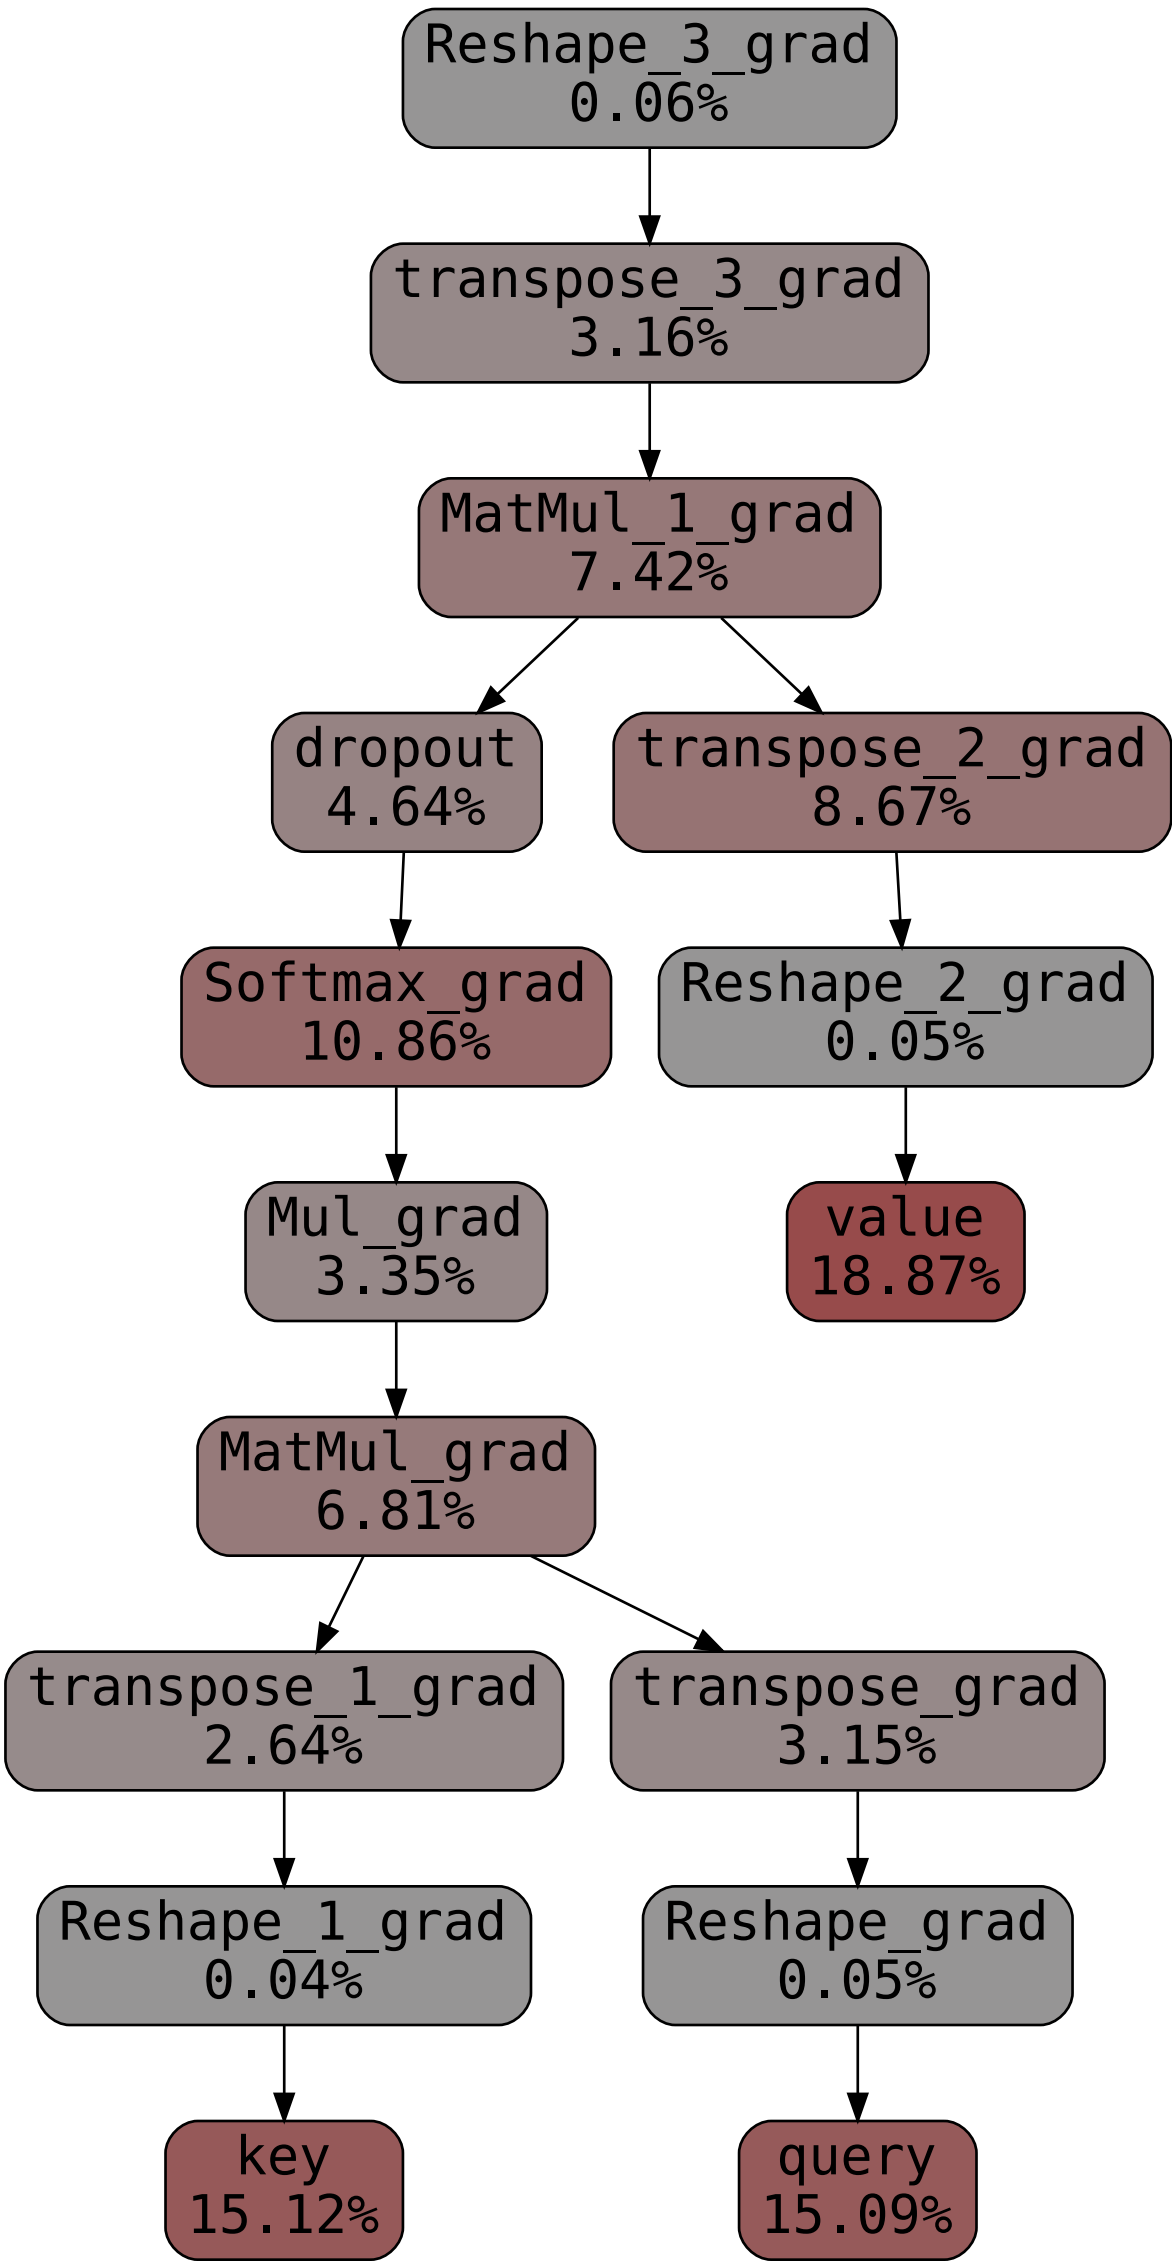 Reshape_3_grad
0.06%
transpose_3_grad
3.16%
MatMul_1_grad
7.42%
dropout
4.64%
transpose_2_grad
8.67%
Softmax_grad
10.86%
Reshape_2_grad
0.05%
Mul_grad
3.35%
value
18.87%
MatMul_grad
6.81%
transpose_1_grad
2.64%
transpose_grad
3.15%
Reshape_1_grad
0.04%
Reshape_grad
0.05%
key
15.12%
query
15.09%